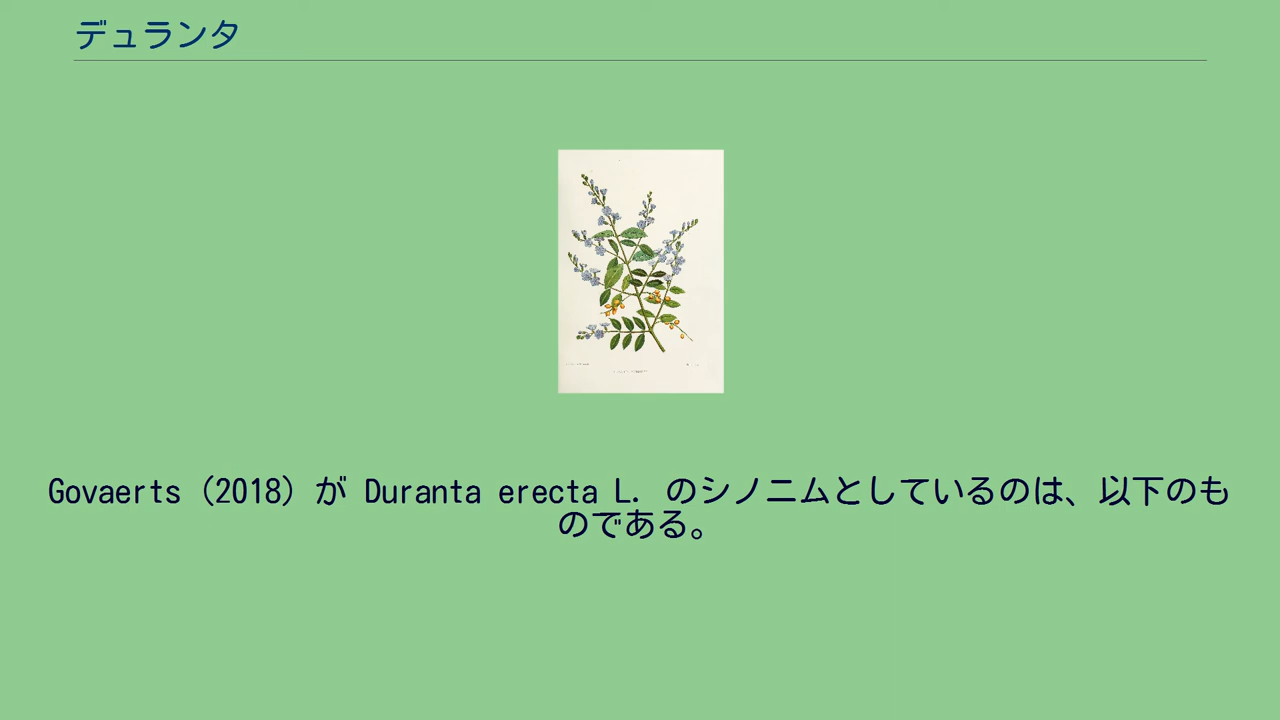 デュランタ
Govaerts（2018）が Duranta erecta L. のシノニムとしているのは、以下のも
のである。